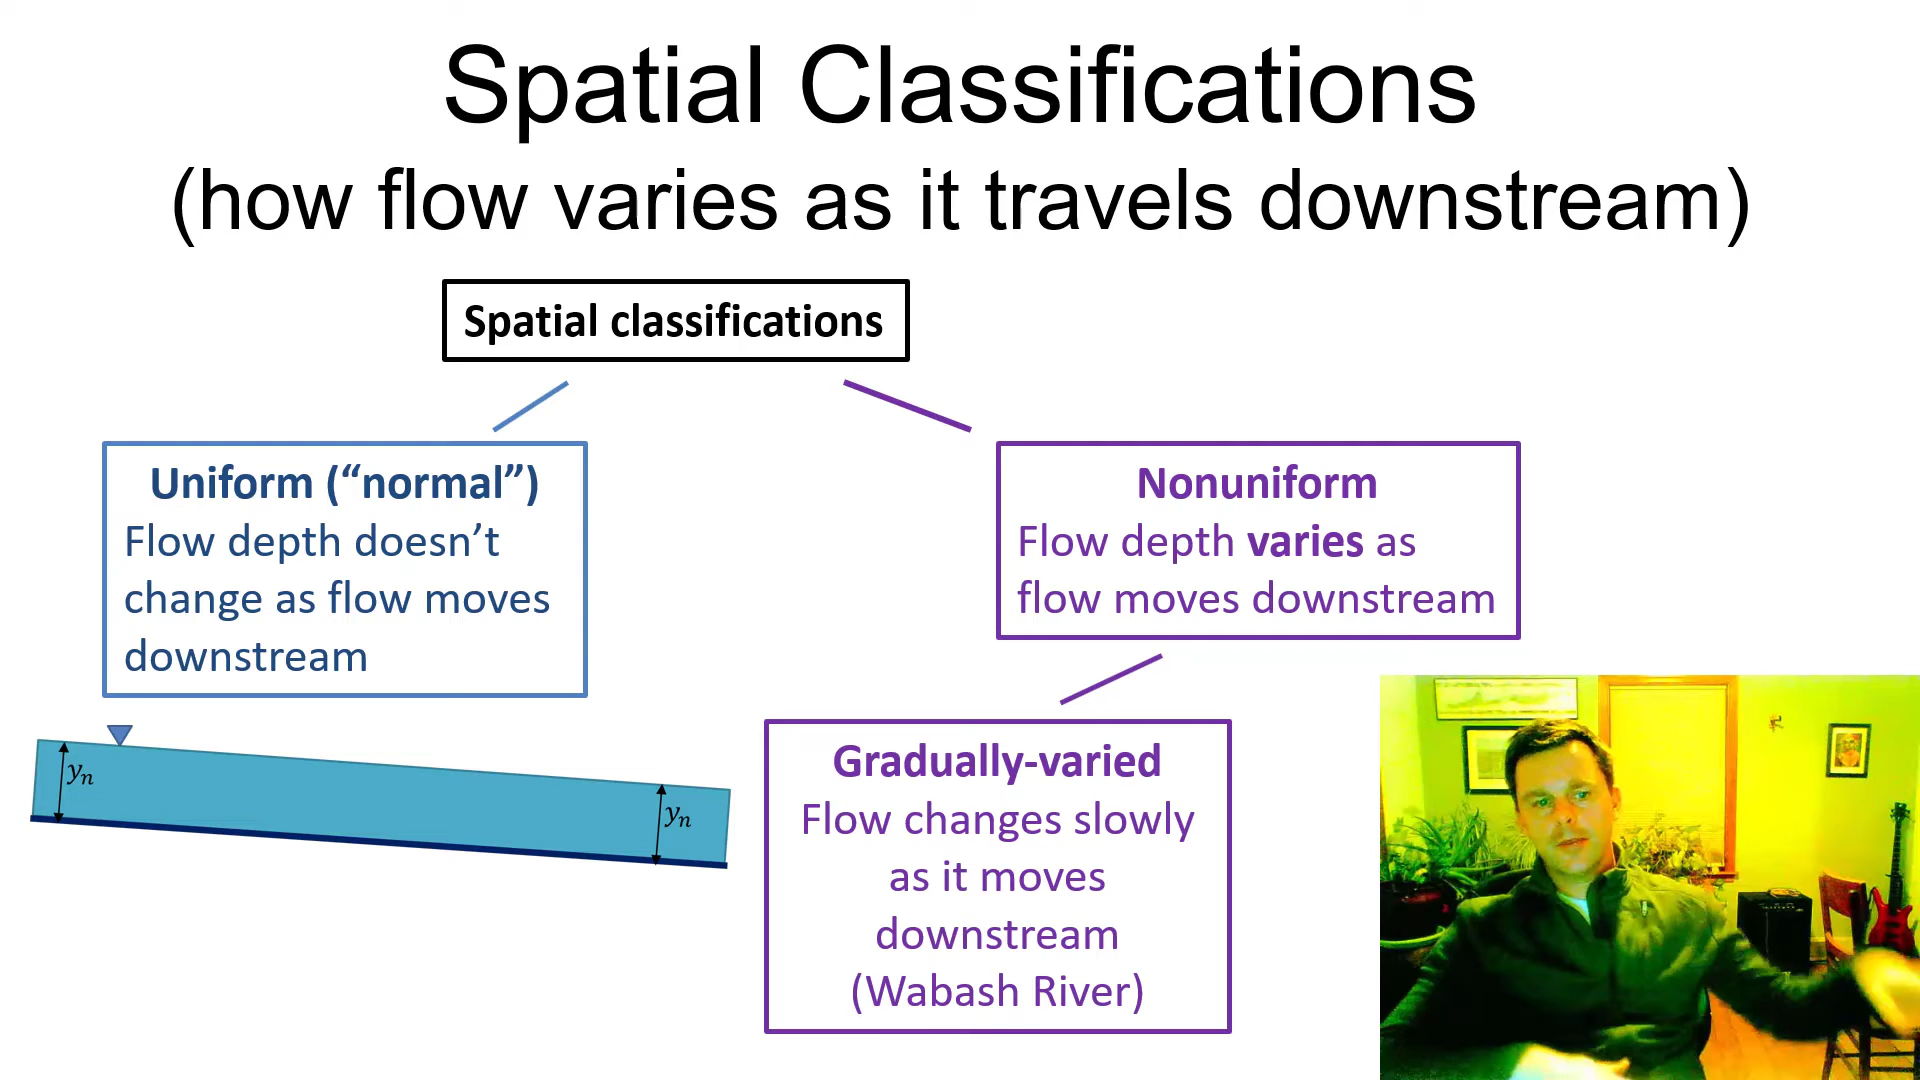 Spatial Classifications
(how flow varies as it travels downstream)
Spatial classifications
Uniform (“normal”)
Flow depth doesn’t
change as flow moves
downstream
Nonuniform
Flow depth varies as
flow moves downstream
yₙ
yₙ
Gradually-varied
Flow changes slowly
as it moves
downstream
(Wabash River)